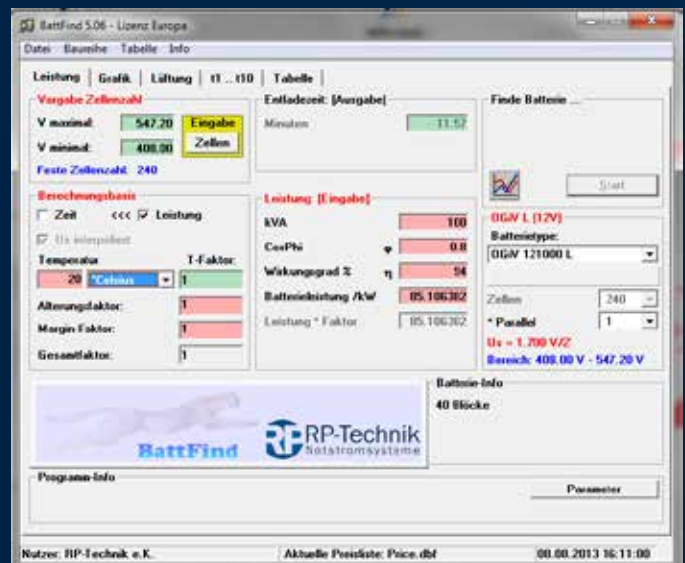 BattFind 5.06 - Lizenz Europa
Datei Baureihe Tabelle Info
Leistung Grafik Lüftung t1 .. t10 Tabelle
Vorgabe Zellenzahl
V maximal: 547.20
V minimal: 408.00
Eingabe
Zellen
Feste Zellenzahl: 240
Entladezeit: [Ausgabe]
Minuten 11.57
Finde Batterie ...
Start
Berechnungsbasis
Zeit <<< Leistung
Us interpoliert
Temperatur T-Faktor:
20 °Celsius 1
Alterungsfaktor: 1
Margin Faktor: 1
Gesamtfaktor: 1
Leistung [Eingabe]
kVA 100
CosPhi φ 0.8
Wirkungsgrad % η 94
Batterieleistung /kW 85.106382
Leistung * Faktor 85.106382
OGiV L (12V)
Batterietype:
OGiV 121000 L
Zellen 240
* Parallel 1
Us = 1.700 V/Z
Bereich: 408.00 V - 547.20 V
BattFind
RP RP-Technik
Notstromsysteme
Batterie-Info
40 Blöcke
Programm-Info
Parameter
Nutzer: RP-Technik e.K. Aktuelle Preisliste: Price.dbf 08.08.2013 16:11:00